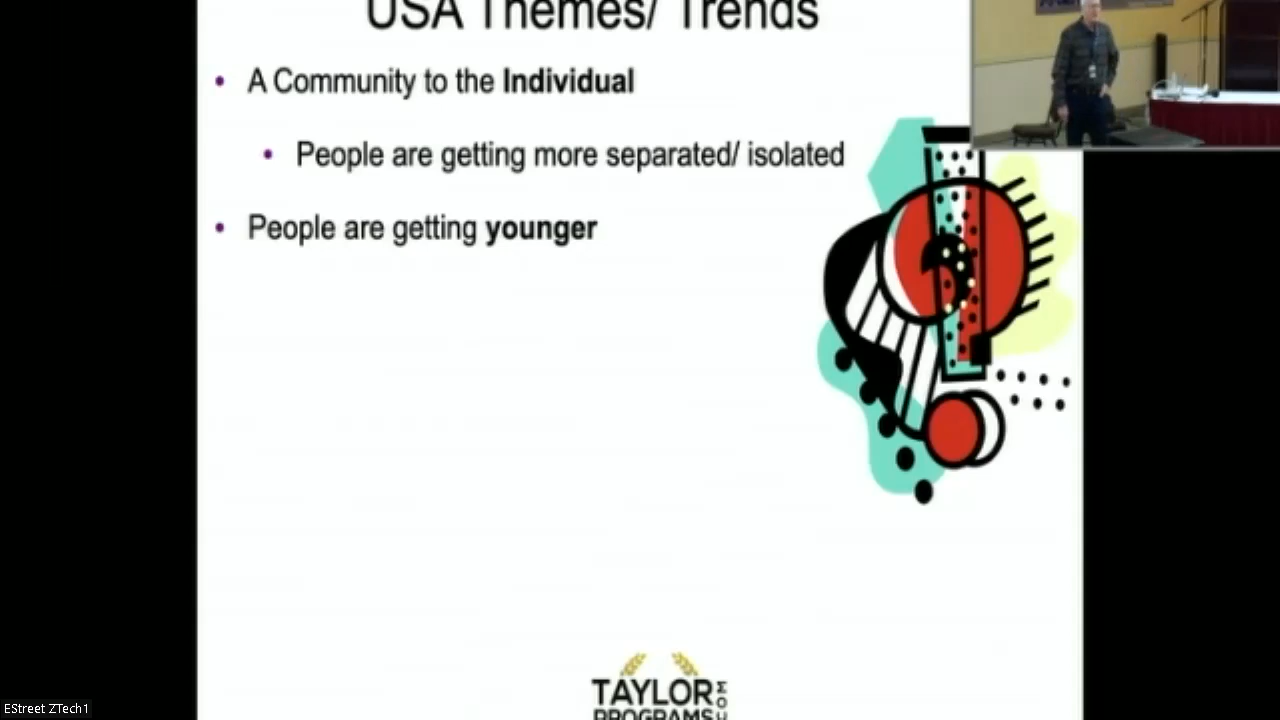 USA Themes/ Trends
• A Community to the Individual
• People are getting more separated/ isolated
• People are getting younger
TAYLOR
PROGRAMS
.COM
EStreet ZTech1